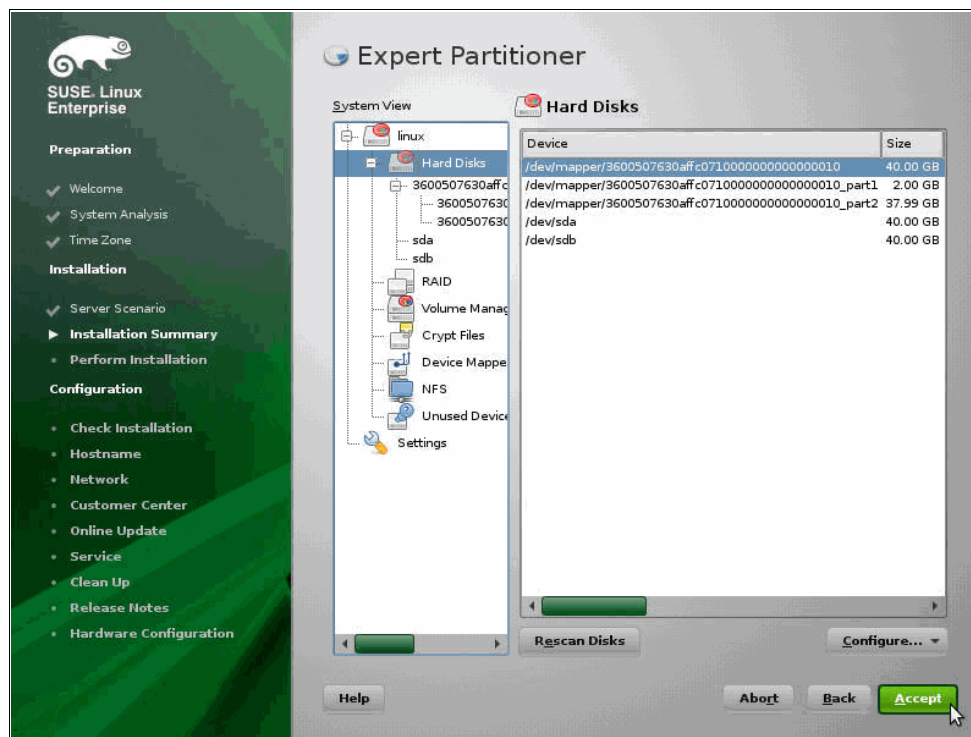 SUSE. Linux
Enterprise
Preparation
Welcome
System Analysis
Time Zone
Installation
Server Scenario
Installation Summary
Perform Installation
Configuration
Check Installation
Hostname
Network
Customer Center
Online Update
Service
Clean Up
Release Notes
Hardware Configuration
Expert Partitioner
System View
linux
Hard Disks
3600507630affc
3600507630
3600507630
sda
sdb
RAID
Volume Manag
Crypt Files
Device Mappe
NFS
Unused Device
Settings
Hard Disks
Device Size
/dev/mapper/3600507630affc0710000000000000010 40.00 GB
/dev/mapper/3600507630affc0710000000000000010_part1 2.00 GB
/dev/mapper/3600507630affc0710000000000000010_part2 37.99 GB
/dev/sda 40.00 GB
/dev/sdb 40.00 GB
Rescan Disks
Configure...
Help
Abort
Back
Accept